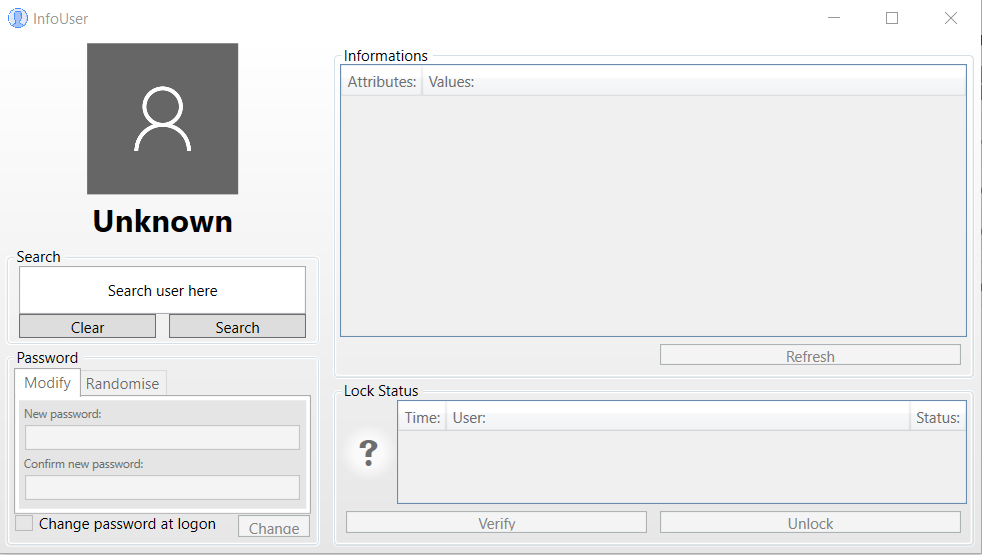 InfoUser
Unknown
Search
Search user here
Clear Search
Password
Modify Randomise
New password:
Confirm new password:
Change password at logon Change
Informations
Attributes: Values:
Refresh
Lock Status
Time: User: Status:
?
Verify Unlock